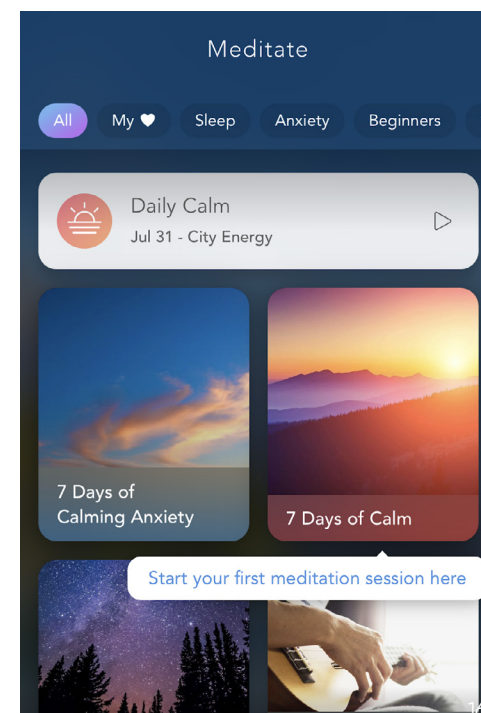 Meditate
All My Sleep Anxiety Beginners
Daily Calm
Jul 31 - City Energy
7 Days of
Calming Anxiety
7 Days of Calm
Start your first meditation session here